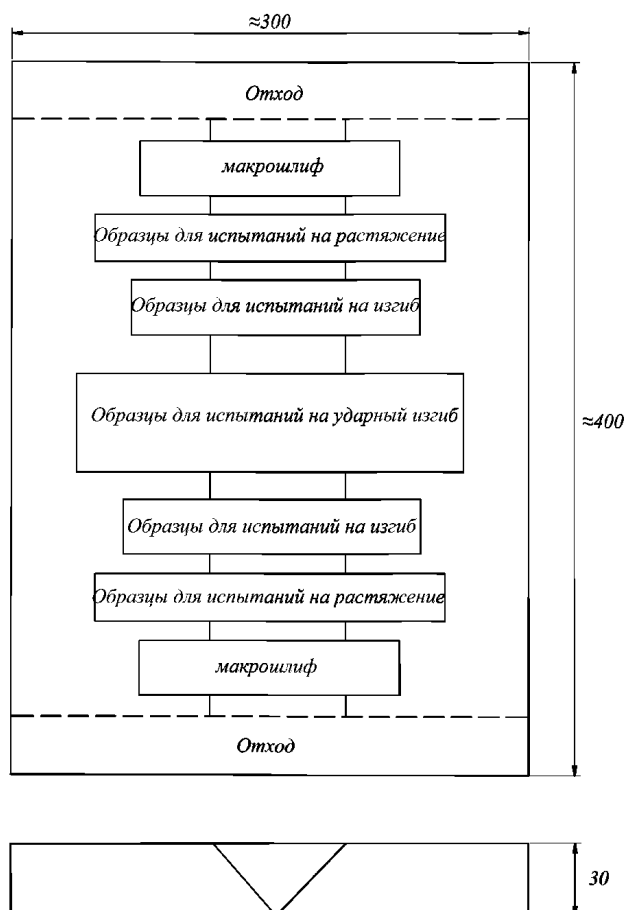 ≈300
Отход
макрошлиф
Образцы для испытаний на растяжение
Образцы для испытаний на изгиб
Образцы для испытаний на ударный изгиб
≈400
Образцы для испытаний на изгиб
Образцы для испытаний на растяжение
макрошлиф
Отход
30